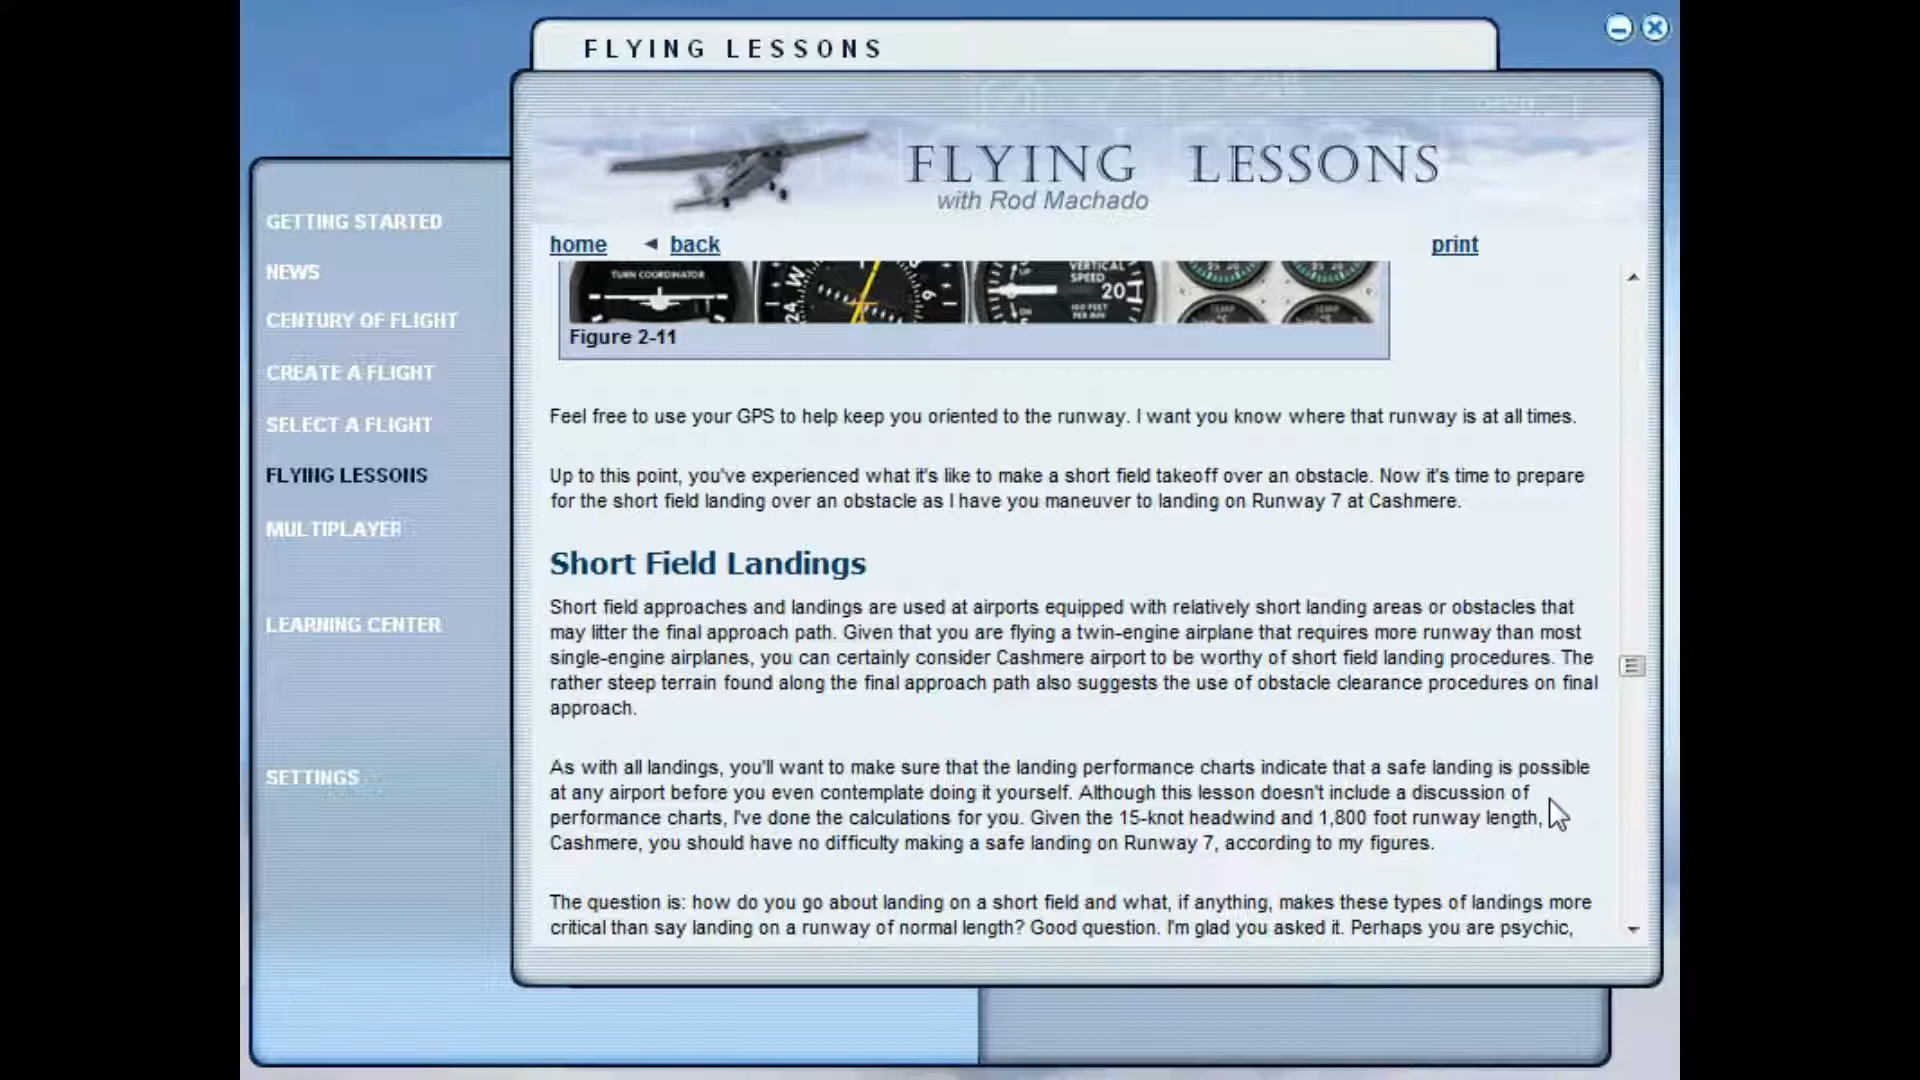 FLYING LESSONS
FLYING LESSONS
with Rod Machado
home ◄ back print
GETTING STARTED
NEWS
CENTURY OF FLIGHT
CREATE A FLIGHT
SELECT A FLIGHT
FLYING LESSONS
MULTIPLAYER
LEARNING CENTER
SETTINGS
TURN COORDINATOR
W
6
24
UP
VERTICAL
SPEED
20
100 FEET
PER MIN
DN
Figure 2-11
Feel free to use your GPS to help keep you oriented to the runway. I want you know where that runway is at all times.
Up to this point, you've experienced what it's like to make a short field takeoff over an obstacle. Now it's time to prepare
for the short field landing over an obstacle as I have you maneuver to landing on Runway 7 at Cashmere.
Short Field Landings
Short field approaches and landings are used at airports equipped with relatively short landing areas or obstacles that
may litter the final approach path. Given that you are flying a twin-engine airplane that requires more runway than most
single-engine airplanes, you can certainly consider Cashmere airport to be worthy of short field landing procedures. The
rather steep terrain found along the final approach path also suggests the use of obstacle clearance procedures on final
approach.
As with all landings, you'll want to make sure that the landing performance charts indicate that a safe landing is possible
at any airport before you even contemplate doing it yourself. Although this lesson doesn't include a discussion of
performance charts, I've done the calculations for you. Given the 15-knot headwind and 1,800 foot runway length,
Cashmere, you should have no difficulty making a safe landing on Runway 7, according to my figures.
The question is: how do you go about landing on a short field and what, if anything, makes these types of landings more
critical than say landing on a runway of normal length? Good question. I'm glad you asked it. Perhaps you are psychic,